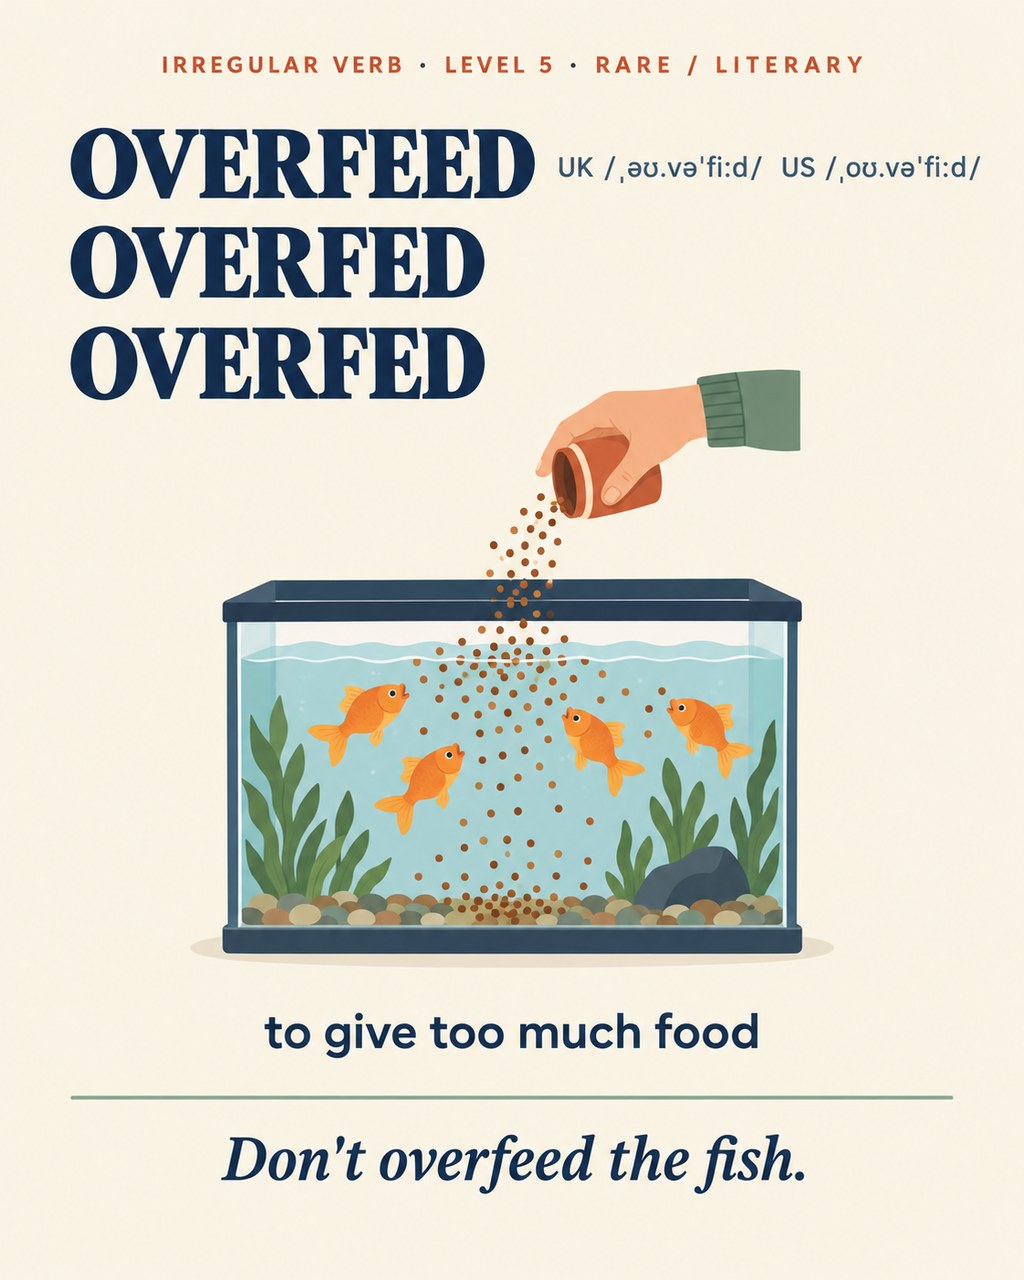 IRREGULAR VERB · LEVEL 5 · RARE / LITERARY
OVERFEED UK /ˌəʊ.vəˈfiːd/ US /ˌoʊ.vəˈfiːd/
OVERFED
OVERFED
to give too much food
Don't overfeed the fish.